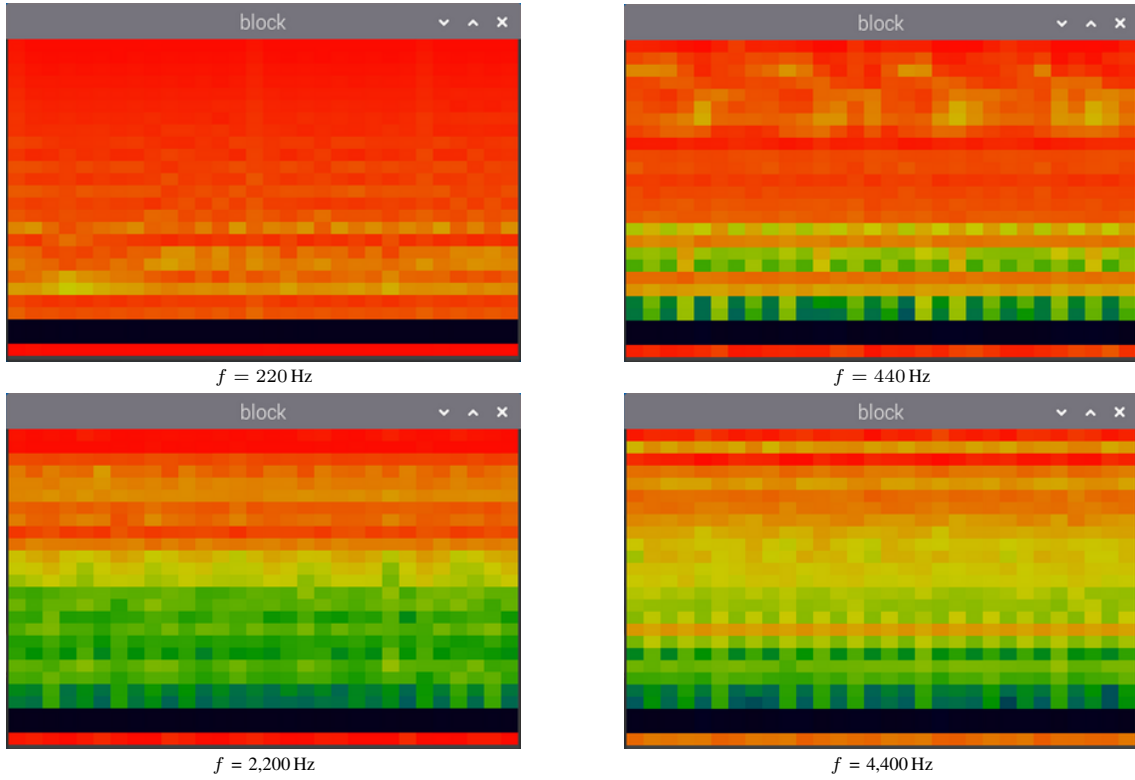 block
block
f = 220 Hz
f = 440 Hz
block
block
f = 2,200 Hz
f = 4,400 Hz